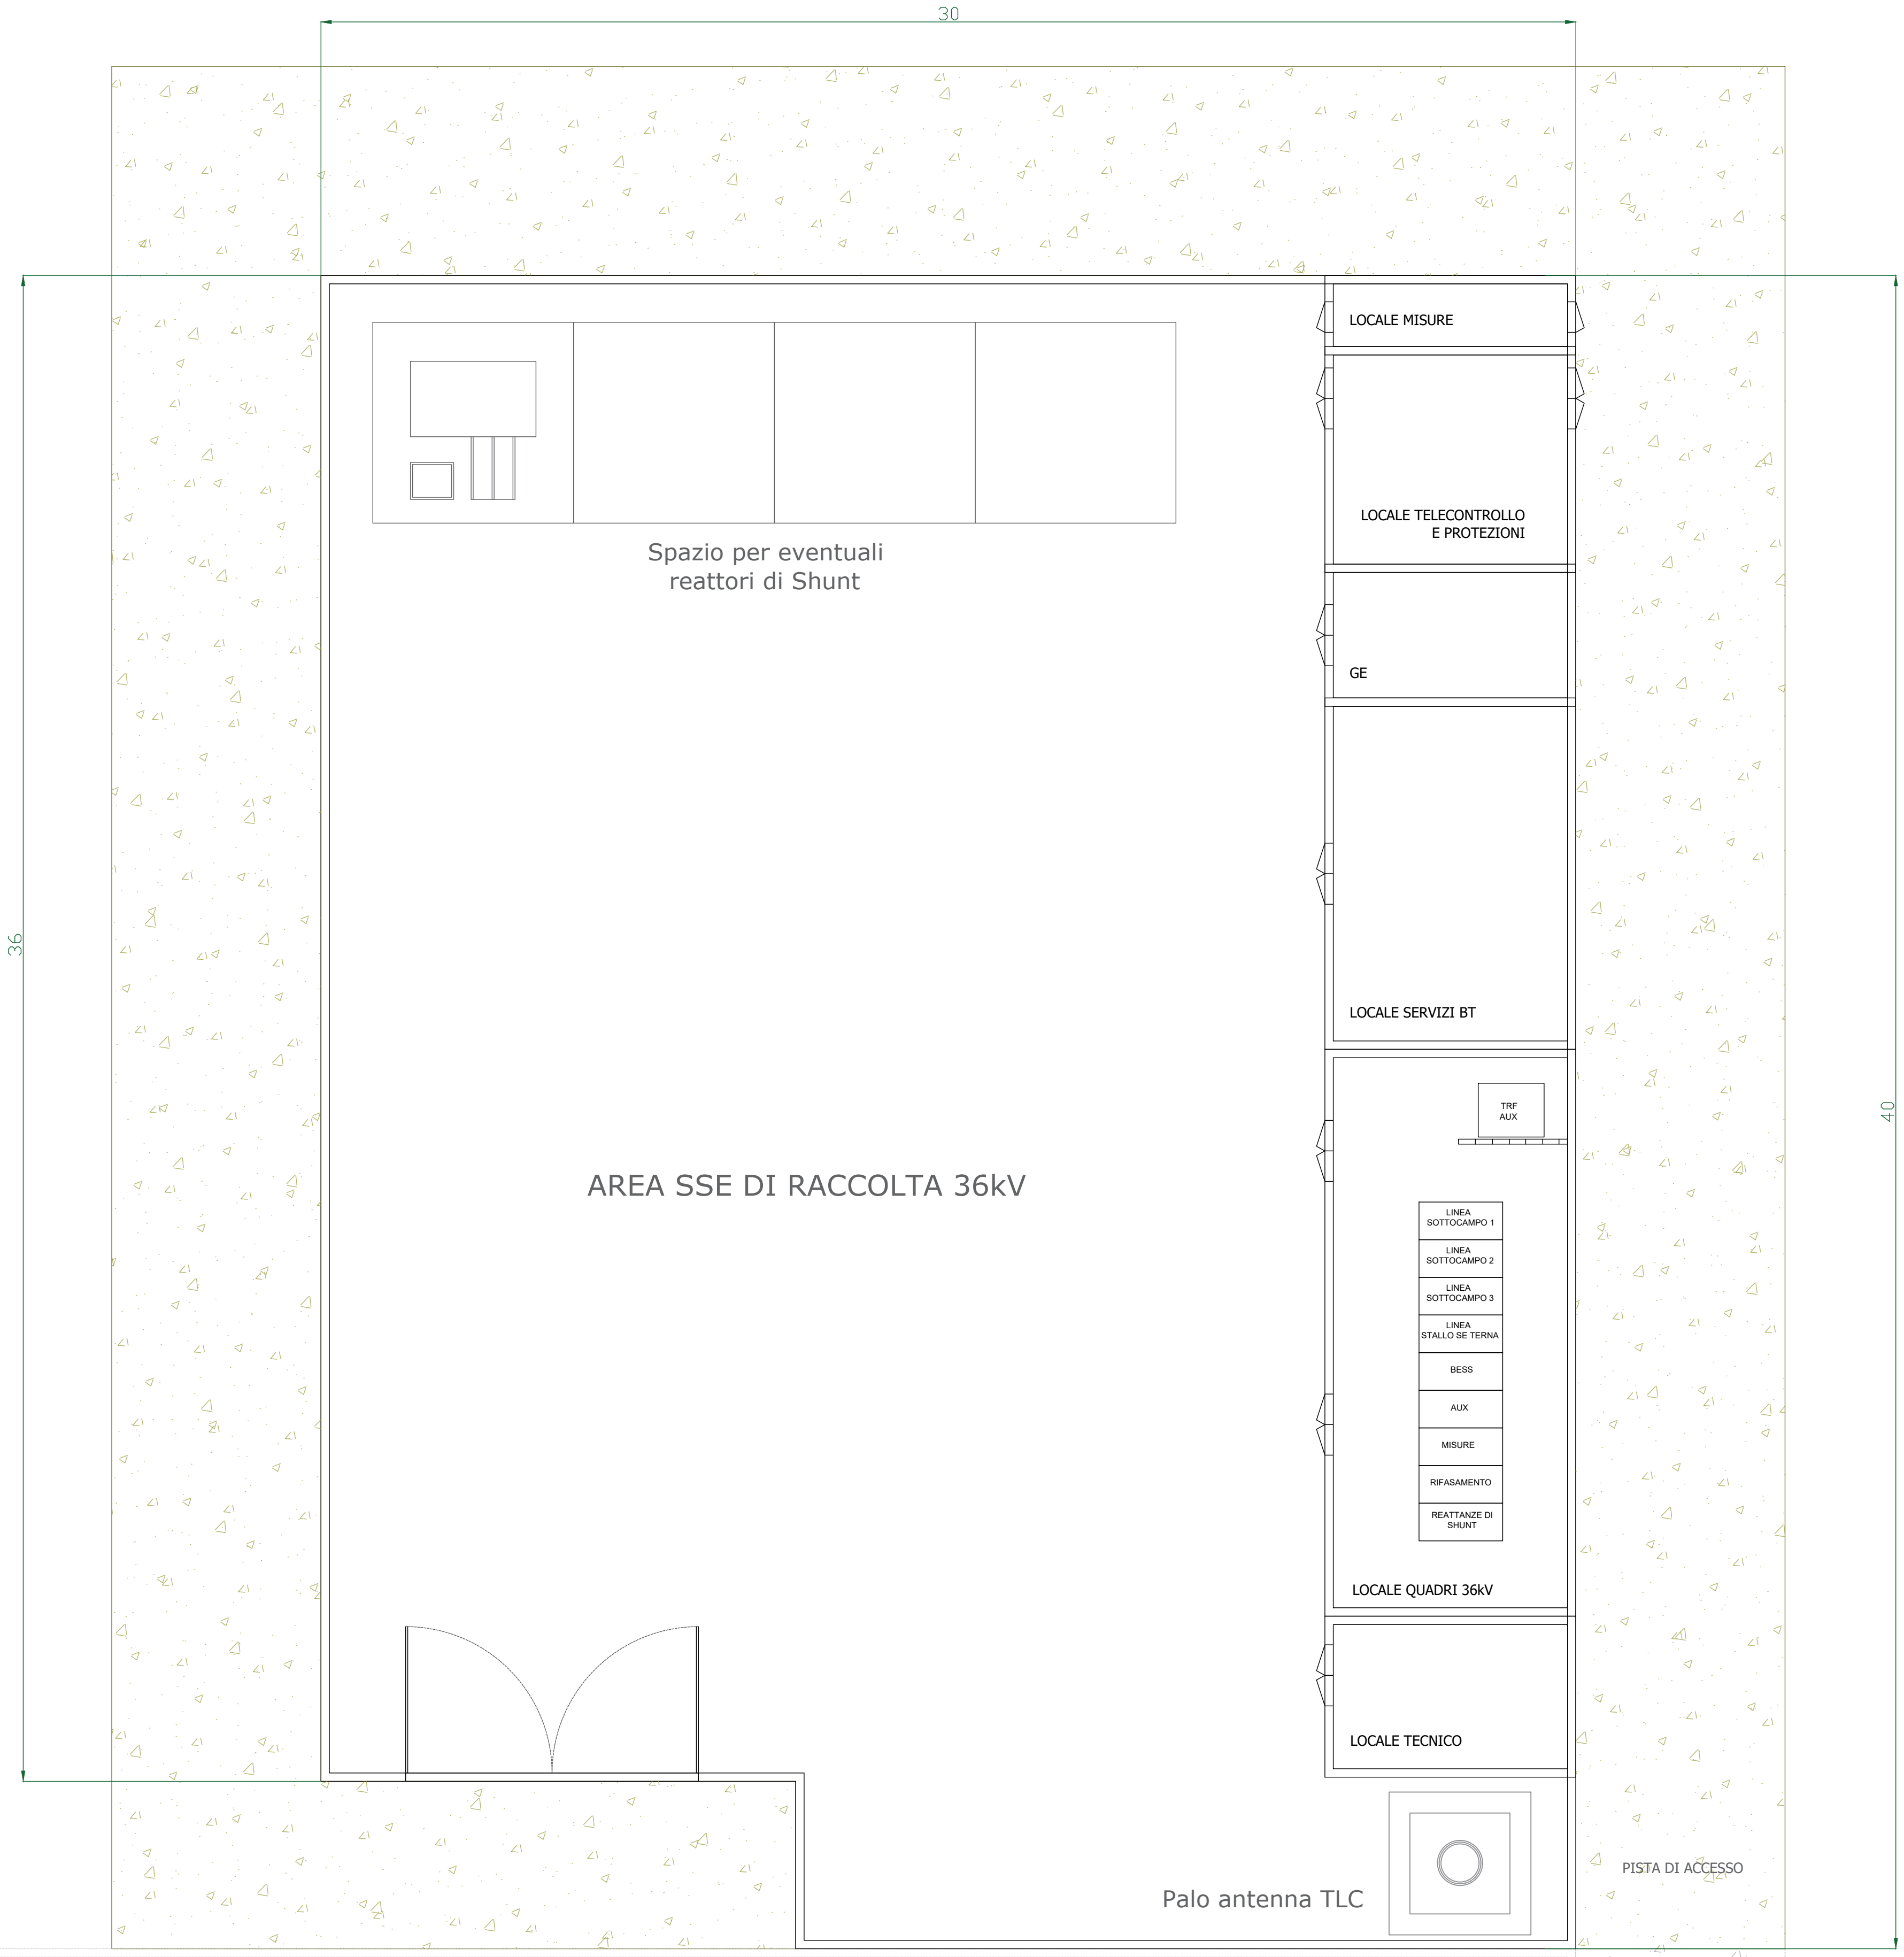 30
LOCALE MISURE
LOCALE TELECONTROLLO
E PROTEZIONI
Spazio per eventuali
reattori di Shunt
GE
36
LOCALE SERVIZI BT
TRF
AUX
40
AREA SSE DI RACCOLTA 36kV
LINEA
SOTTOCAMPO 1
LINEA
SOTTOCAMPO 2
LINEA
SOTTOCAMPO 3
LINEA
STALLO SE TERNA
BESS
AUX
MISURE
RIFASAMENTO
REATTANZE DI
SHUNT
LOCALE QUADRI 36kV
LOCALE TECNICO
PISTA DI ACCESSO
Palo antenna TLC